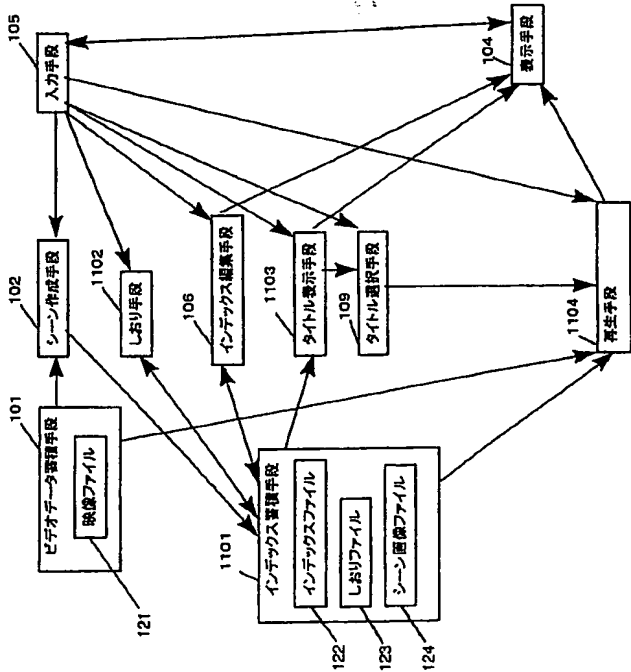 101
ビデオデータ蓄積手段
映像ファイル
121
102
シーン作成手段
105
入力手段
1102
しおり手段
106
インデックス編集手段
1103
タイトル表示手段
109
タイトル選択手段
104
表示手段
1101
インデックス蓄積手段
インデックスファイル
122
しおりファイル
123
シーン画像ファイル
124
1104
再生手段